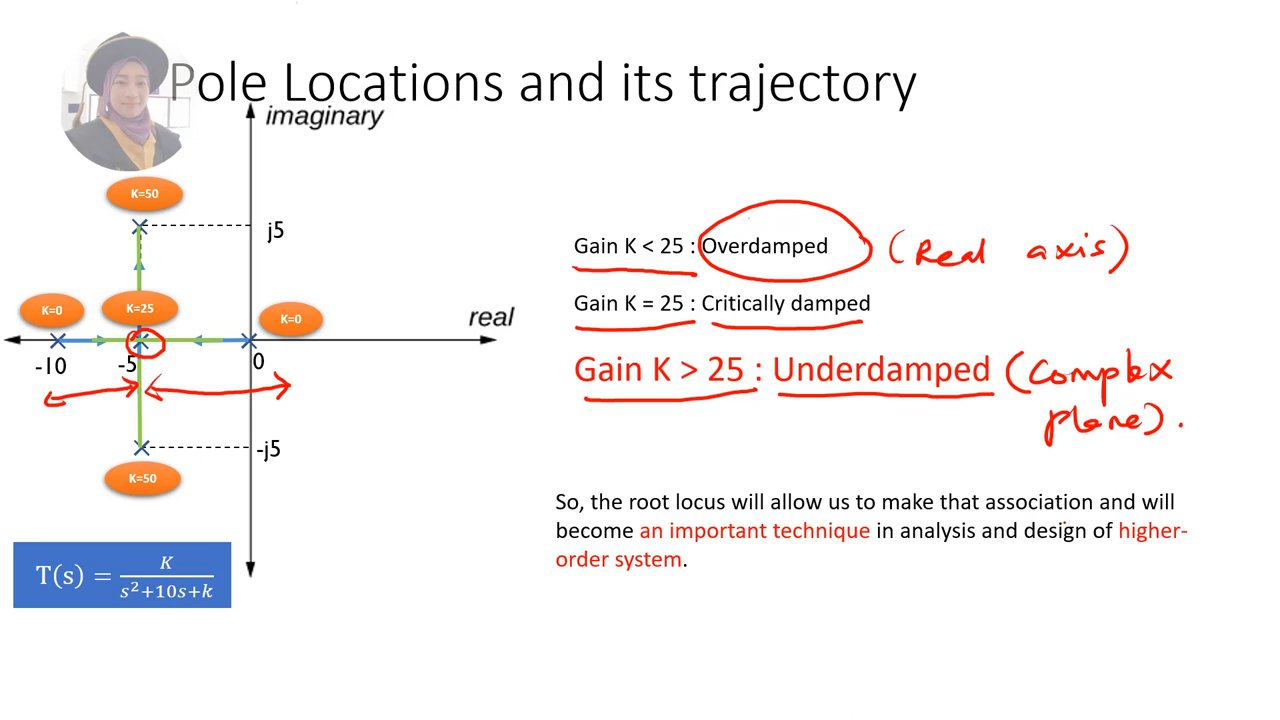 Pole Locations and its trajectory
imaginary
K=50
j5
Gain K < 25 : Overdamped (Real axis)
K=0
K=25
K=0
Gain K = 25 : Critically damped
real
-10
-5
0
Gain K > 25 : Underdamped (Complex
plane).
-j5
K=50
So, the root locus will allow us to make that association and will
become an important technique in analysis and design of higher-
order system.
T(s) = K / s²+10s+k